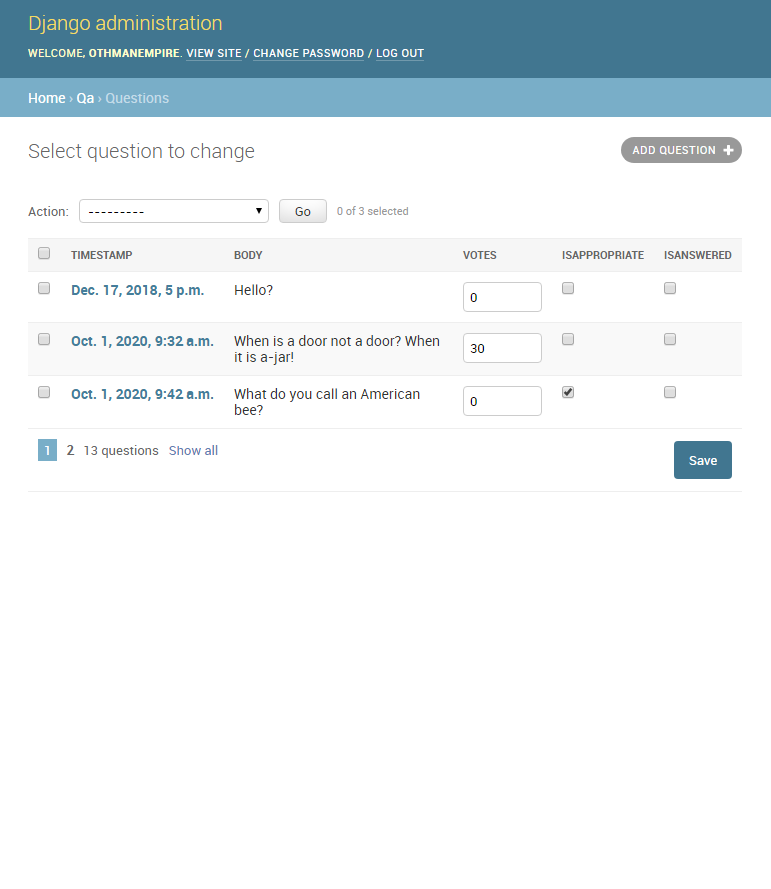 Django administration
WELCOME, OTHMANEMPIRE. VIEW SITE / CHANGE PASSWORD / LOG OUT
Home › Qa › Questions
Select question to change
ADD QUESTION +
Action: --------- Go 0 of 3 selected
TIMESTAMP BODY VOTES ISAPPROPRIATE ISANSWERED
Dec. 17, 2018, 5 p.m. Hello? 0
Oct. 1, 2020, 9:32 a.m. When is a door not a door? When
it is a-jar! 30
Oct. 1, 2020, 9:42 a.m. What do you call an American
bee? 0
1 2 13 questions Show all
Save